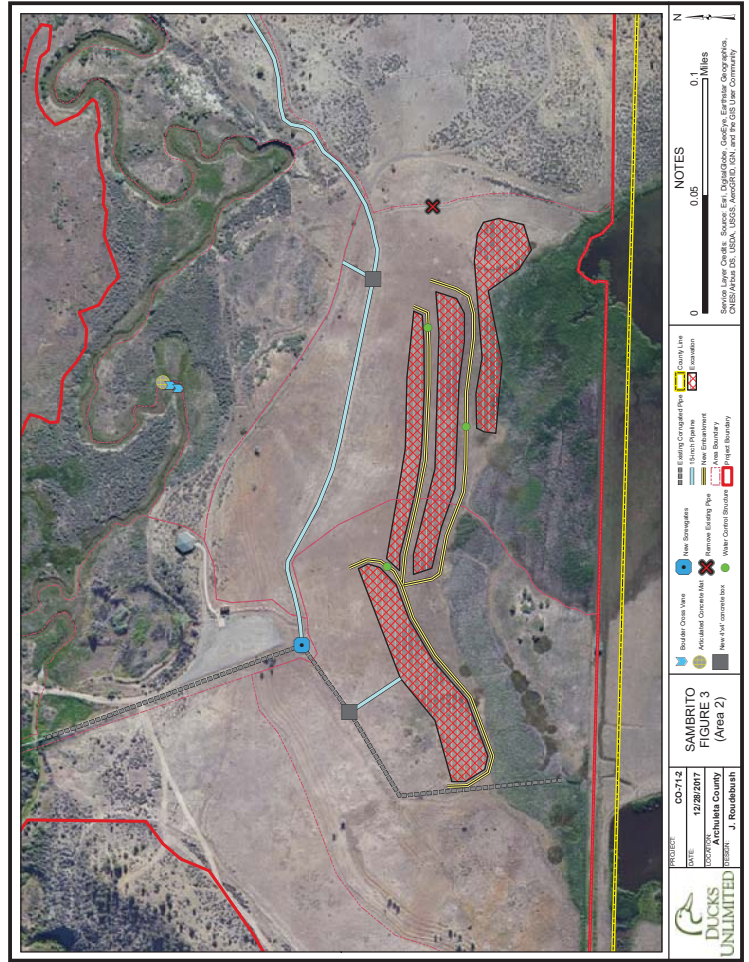 DUCKS
UNLIMITED
PROJECT: CO-71-2
DATE: 12/28/2017
LOCATION: Archuleta County
DESIGN: J. Roudebush
SAMBRITO
FIGURE 3
(Area 2)
Boulder Cross Vane
Articulated Concrete Mat
New 4'x4' concrete box
New Screwgates
Remove Existing Pipe
Water Control Structure
Existing Corrugated Pipe
15-inch Pipeline
New Embankment
Area Boundary
Project Boundary
County Line
Excavation
NOTES
0 0.05 0.1
Miles
Service Layer Credits: Source: Esri, DigitalGlobe, GeoEye, Earthstar Geographics,
CNES/Airbus DS, USDA, USGS, AeroGRID, IGN, and the GIS User Community
N